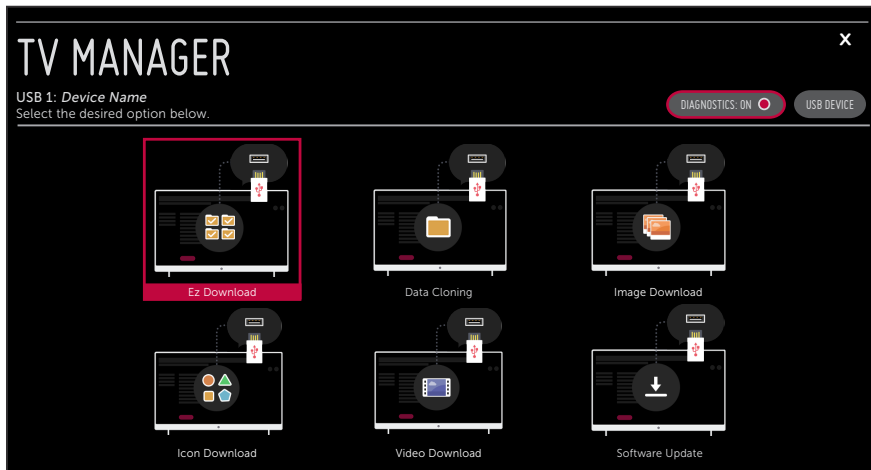 TV MANAGER
X
USB 1: Device Name
Select the desired option below.
DIAGNOSTICS: ON
USB DEVICE
Ez Download
Data Cloning
Image Download
Icon Download
Video Download
Software Update